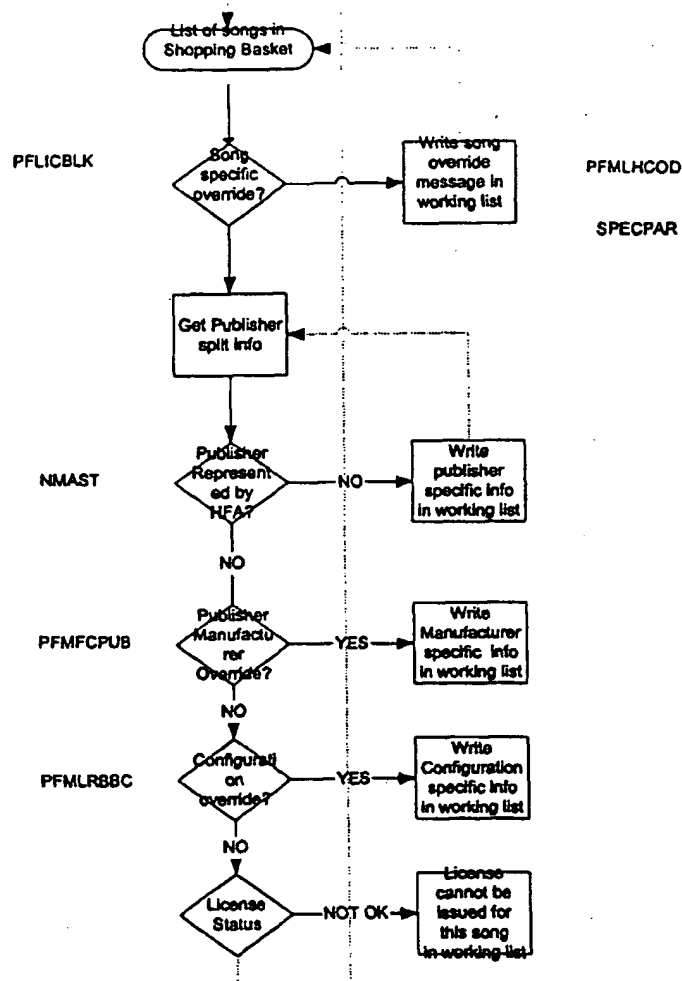 List of songs in
Shopping Basket
PFLICBLK
Song
specific
override?
Write song
override
message in
working list
PFMLHCOD
SPECPAR
Get Publisher
split info
NMAST
Publisher
Represent
ed by
HFA?
NO
Write
publisher
specific info
in working list
NO
PFMFCPUB
Publisher
Manufactu
rer
Override?
YES
Write
Manufacturer
specific info
in working list
NO
PFMLRBBC
Configurati
on
override?
YES
Write
Configuration
specific info
in working list
NO
License
Status
NOT OK
License
cannot be
issued for
this song
in working list